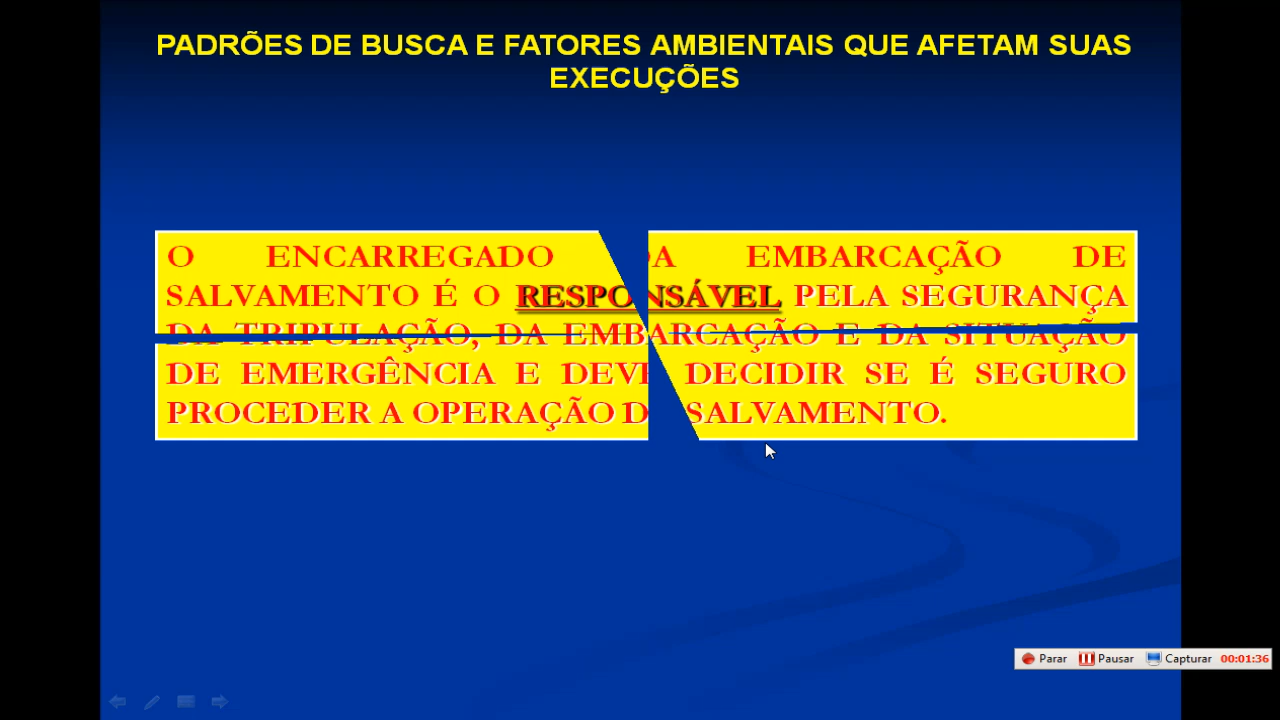 PADRÕES DE BUSCA E FATORES AMBIENTAIS QUE AFETAM SUAS
EXECUÇÕES
O ENCARREGADO DA EMBARCAÇÃO DE
SALVAMENTO É O RESPONSÁVEL PELA SEGURANÇA
DA TRIPULAÇÃO, DA EMBARCAÇÃO E DA SITUAÇÃO
DE EMERGÊNCIA E DEVE DECIDIR SE É SEGURO
PROCEDER A OPERAÇÃO DE SALVAMENTO.
Parar Pausar Capturar 00:01:36